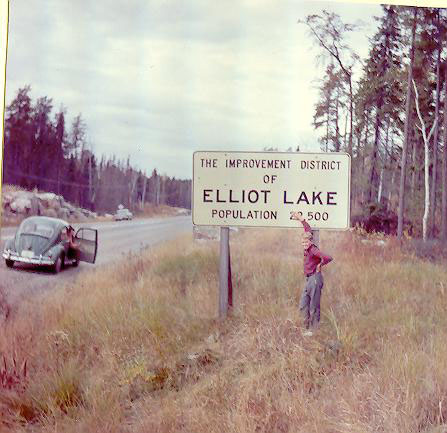 THE IMPROVEMENT DISTRICT
OF
ELLIOT LAKE
POPULATION